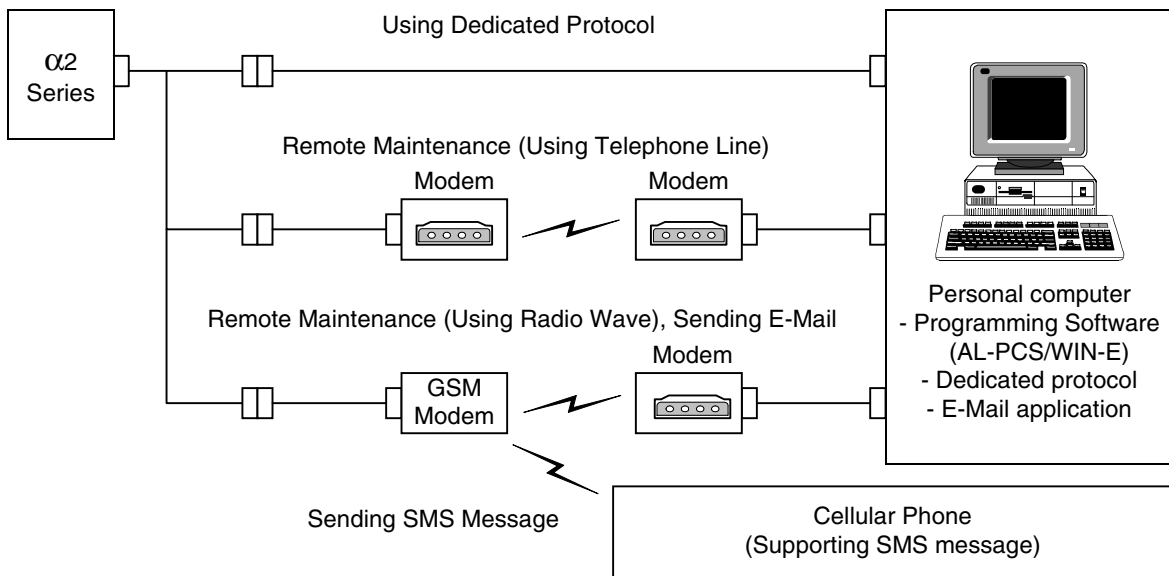 Using Dedicated Protocol
α2
Series
Remote Maintenance (Using Telephone Line)
Modem
Modem
Remote Maintenance (Using Radio Wave), Sending E-Mail
Modem
GSM
Modem
Personal computer
- Programming Software
(AL-PCS/WIN-E)
- Dedicated protocol
- E-Mail application
Sending SMS Message
Cellular Phone
(Supporting SMS message)